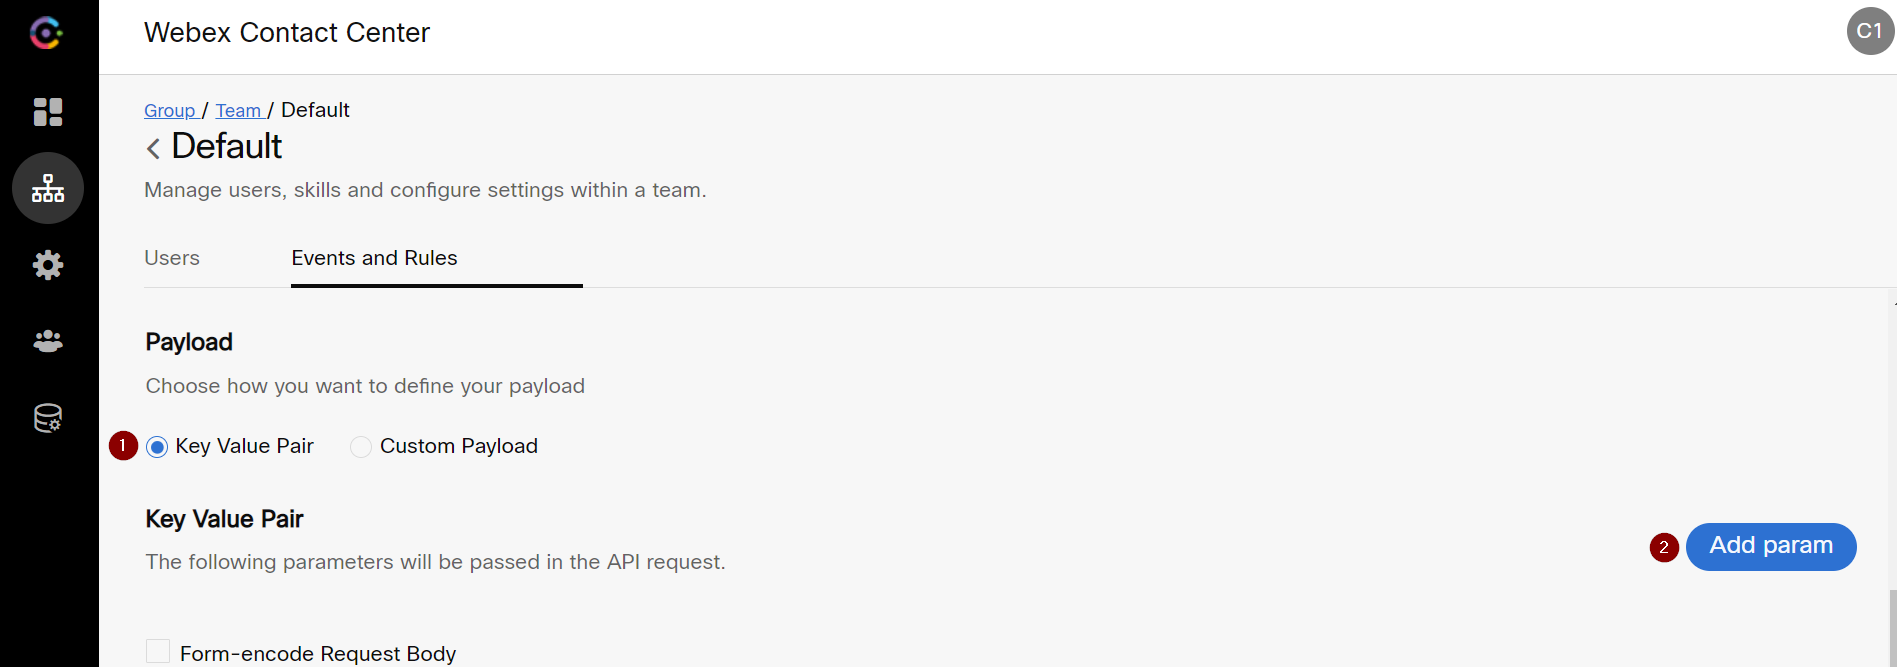 Webex Contact Center
C1
Group / Team / Default
Default
Manage users, skills and configure settings within a team.
Users
Events and Rules
Payload
Choose how you want to define your payload
1
Key Value Pair
Custom Payload
Key Value Pair
The following parameters will be passed in the API request.
2
Add param
Form-encode Request Body